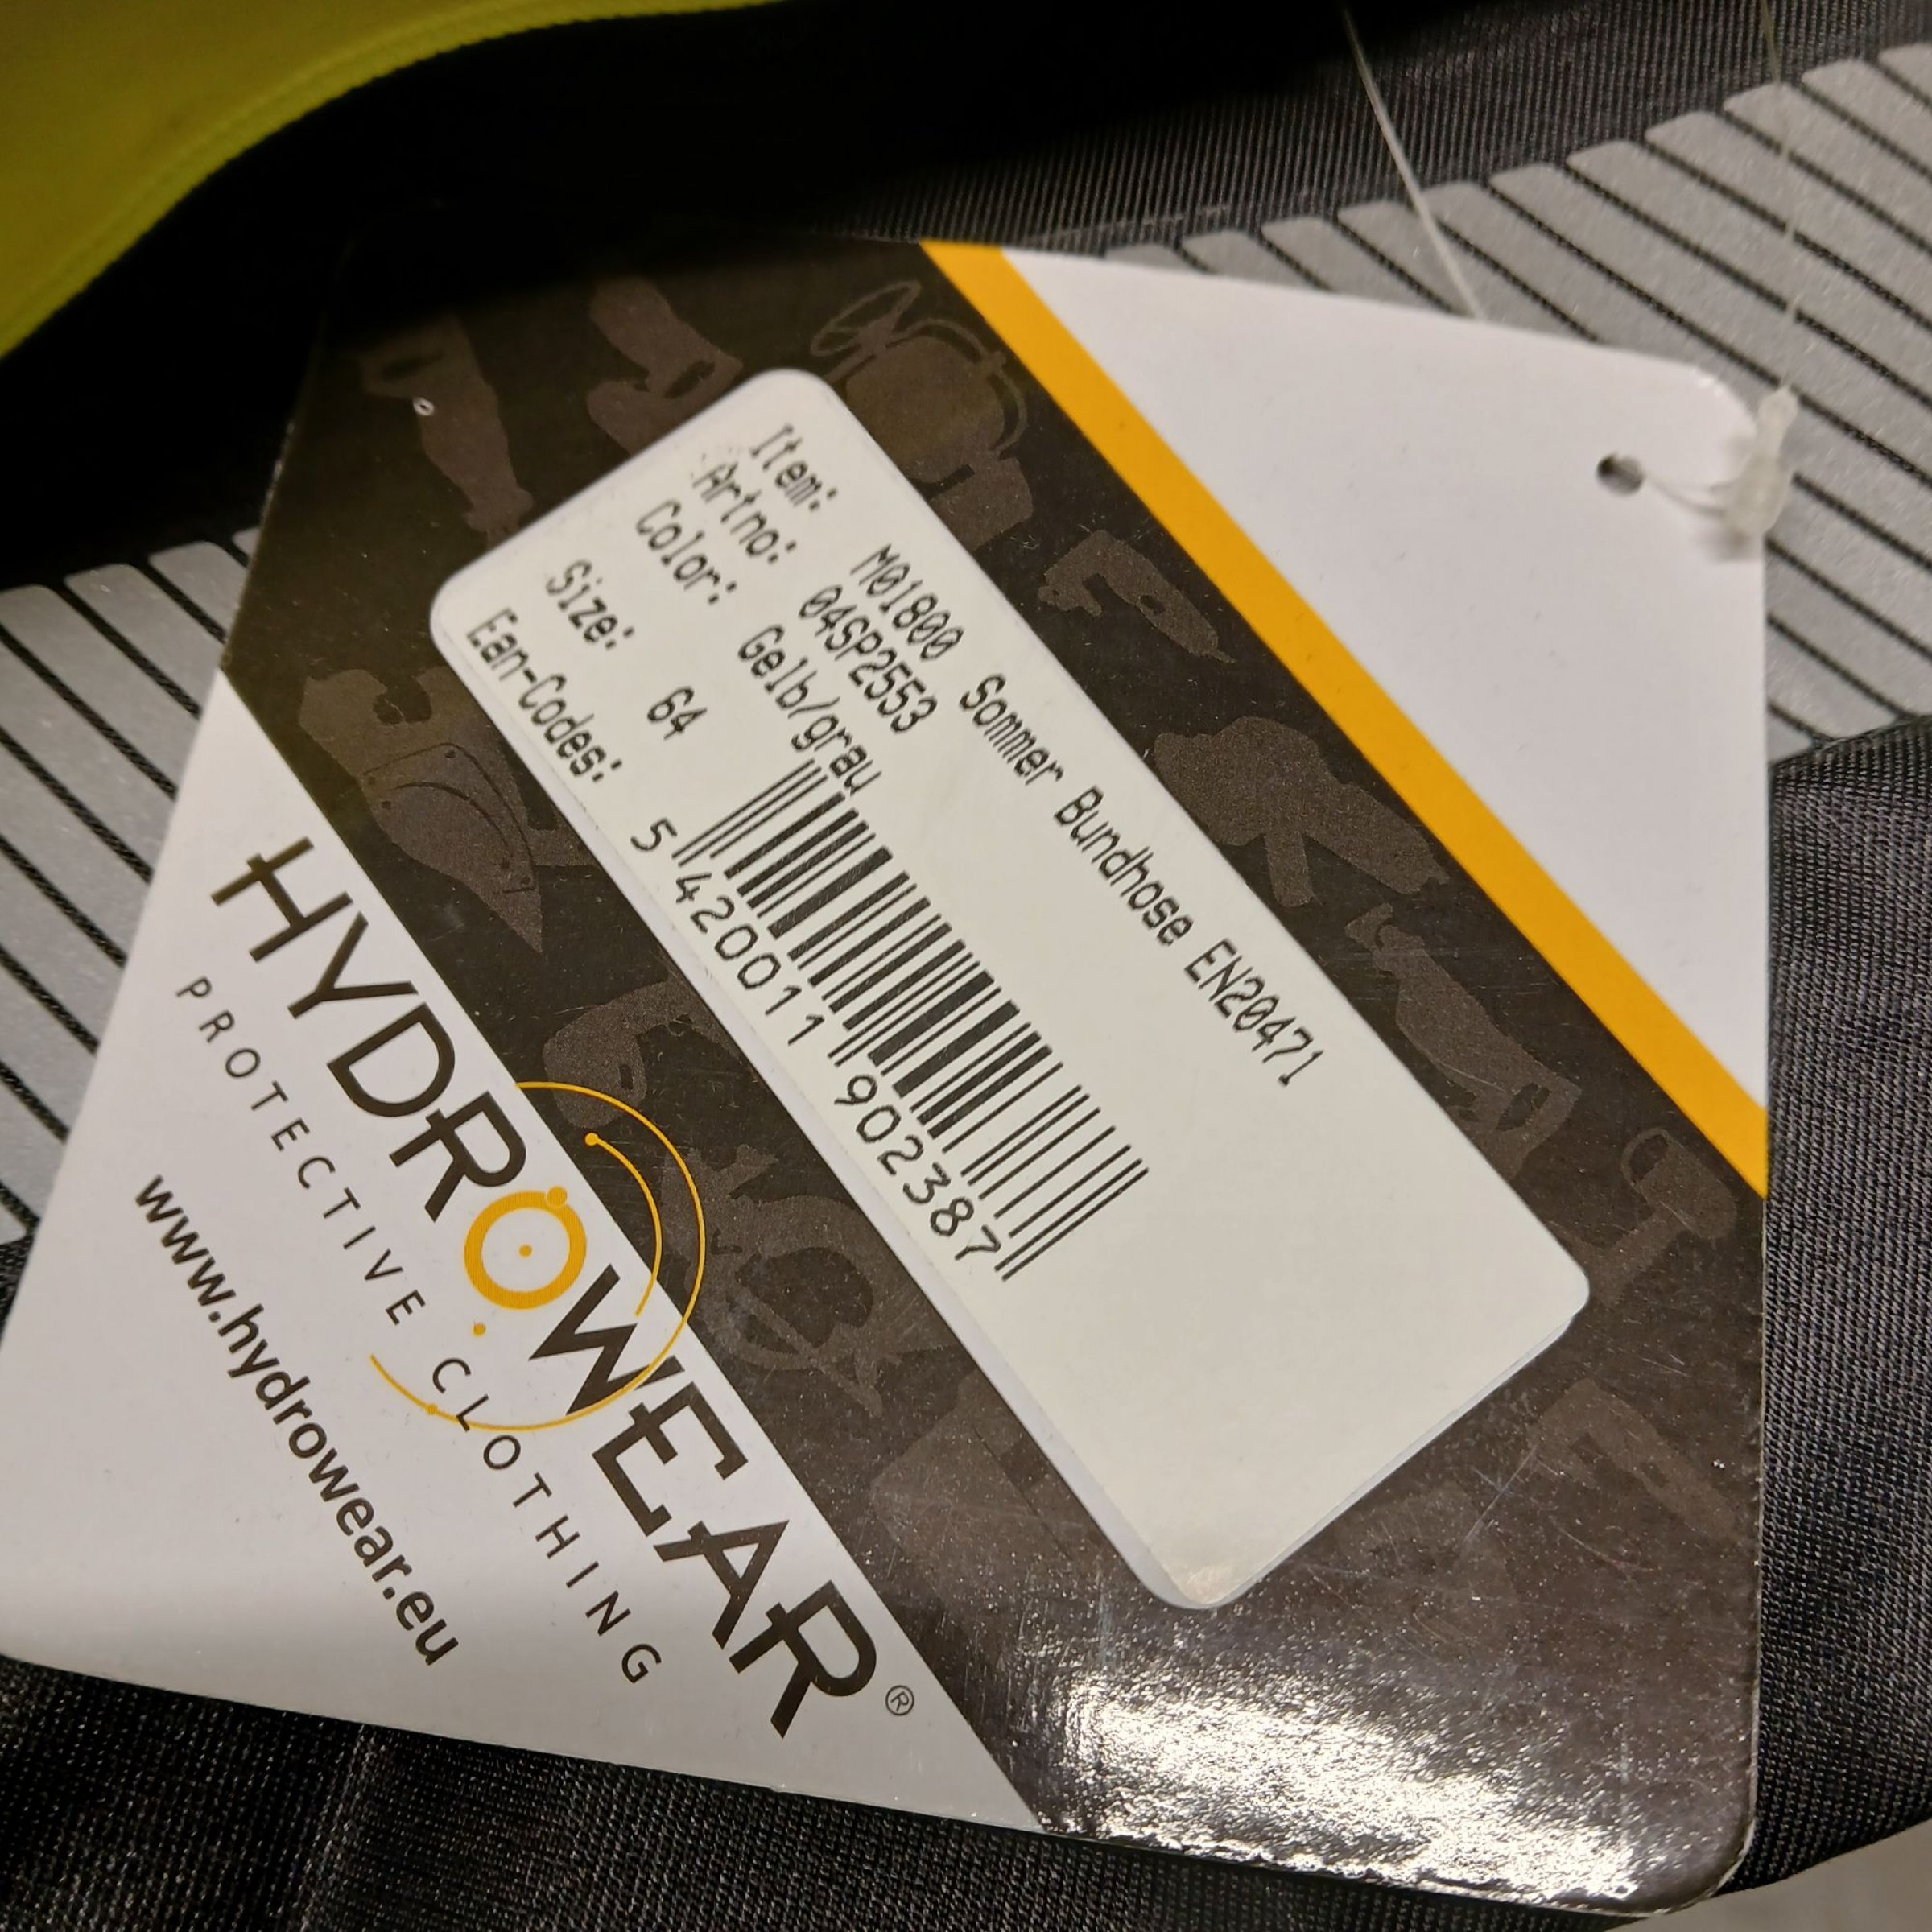 Item: M01800 Sommer Bundhose EN20471
Artno: 04SP2553
Color: Gelb/grau
Size: 64
Ean-Codes:
5 420011 902387
HYDROWEAR®
PROTECTIVE CLOTHING
www.hydrowear.eu